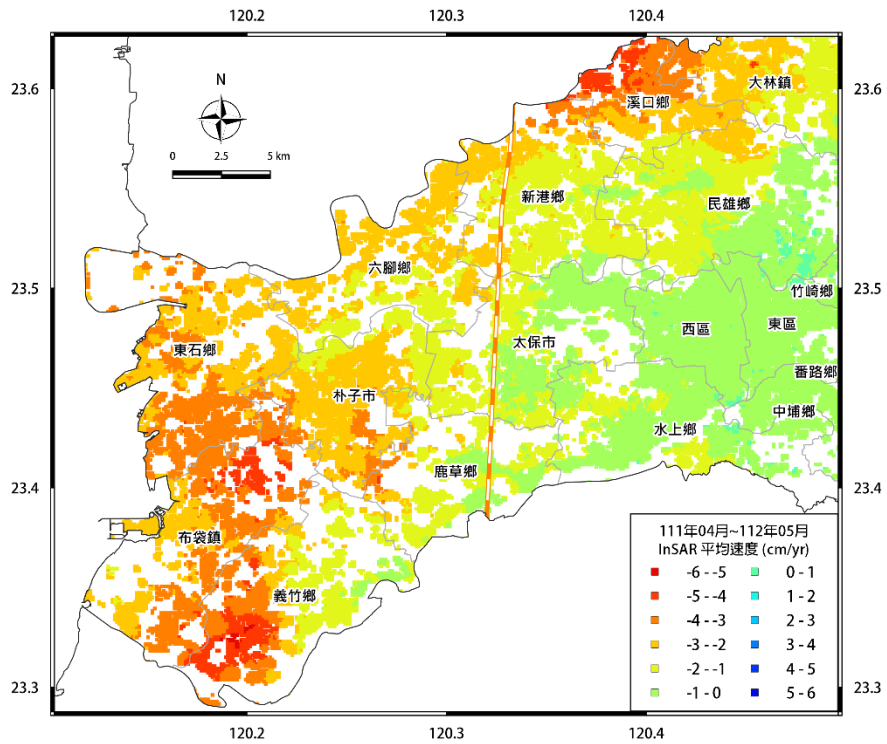 120.2 120.3 120.4
N
0 2.5 5 km
23.6 23.6
大林鎮
溪口鄉
新港鄉
民雄鄉
六腳鄉
23.5 23.5
竹崎鄉
西區
東區
太保市
東石鄉
番路鄉
朴子市
中埔鄉
水上鄉
鹿草鄉
23.4 23.4
布袋鎮
義竹鄉
23.3 23.3
111年04月~112年05月
InSAR 平均速度 (cm/yr)
-6 - -5 0 - 1
-5 - -4 1 - 2
-4 - -3 2 - 3
-3 - -2 3 - 4
-2 - -1 4 - 5
-1 - 0 5 - 6
120.2 120.3 120.4